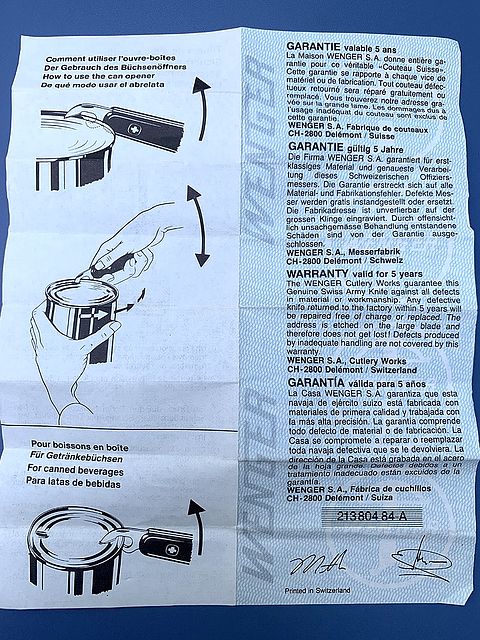 Comment utiliser l'ouvre-boîtes
Der Gebrauch des Büchsenöffners
How to use the can opener
De qué modo usar el abrelata
Pour boissons en boîte
Für Getränkebüchsen
For canned beverages
Para latas de bebidas
GARANTIE valable 5 ans
La Maison WENGER S.A. donne entière ga-
rantie pour ce véritable «Couteau Suisse».
Cette garantie se rapporte à chaque vice de
matériel ou de fabrication. Tout couteau défec-
tueux retourné sera réparé gratuitement ou
remplacé. Vous trouverez notre adresse gra-
vée sur la grande lame. Les dommages dus à
l'usage inadéquat du couteau sont exclus de
cette garantie.
WENGER S.A. Fabrique de couteaux
CH-2800 Delémont / Suisse
GARANTIE gültig 5 Jahre
Die Firma WENGER S.A. garantiert für erst-
klassiges Material und genaueste Verarbei-
tung dieses Schweizerischen Offiziers-
messers. Die Garantie erstreckt sich auf alle
Material- und Fabrikationsfehler. Defekte Mes-
ser werden gratis instandgestellt oder ersetzt.
Die Fabrikadresse ist unverlierbar auf der
grossen Klinge eingraviert. Durch offensicht-
lich unsachgemässe Behandlung entstandene
Schäden sind von der Garantie ausge-
schlossen.
WENGER S.A., Messerfabrik
CH-2800 Delémont / Schweiz
WARRANTY valid for 5 years
The WENGER Cutlery Works guarantee this
Genuine Swiss Army Knife against all defects
in material or workmanship. Any defective
knife returned to the factory within 5 years will
be repaired free of charge or replaced. The
address is etched on the large blade and
therefore does not get lost! Defects produced
by inadequate handling are not covered by this
warranty.
WENGER S.A., Cutlery Works
CH-2800 Delémont / Switzerland
GARANTÍA válida para 5 años
La Casa WENGER S.A. garantiza que esta
navaja de ejército suizo está fabricada con
materiales de primera calidad y trabajada con
la más alta precisión. La garantía comprende
todo defecto de material o de fabricación. La
Casa se compromete a reparar o reemplazar
toda navaja defectiva que se le devolviera. La
dirección de la Casa está grabada en el acero
de la hoja grande. Defectos debidos a un
tratamiento inadecuado están excuidos de la
garantía.
WENGER S.A., Fábrica de cuchillos
CH-2800 Delémont / Suiza
213 804 84-A
Printed in Switzerland
WENGER
WENGER